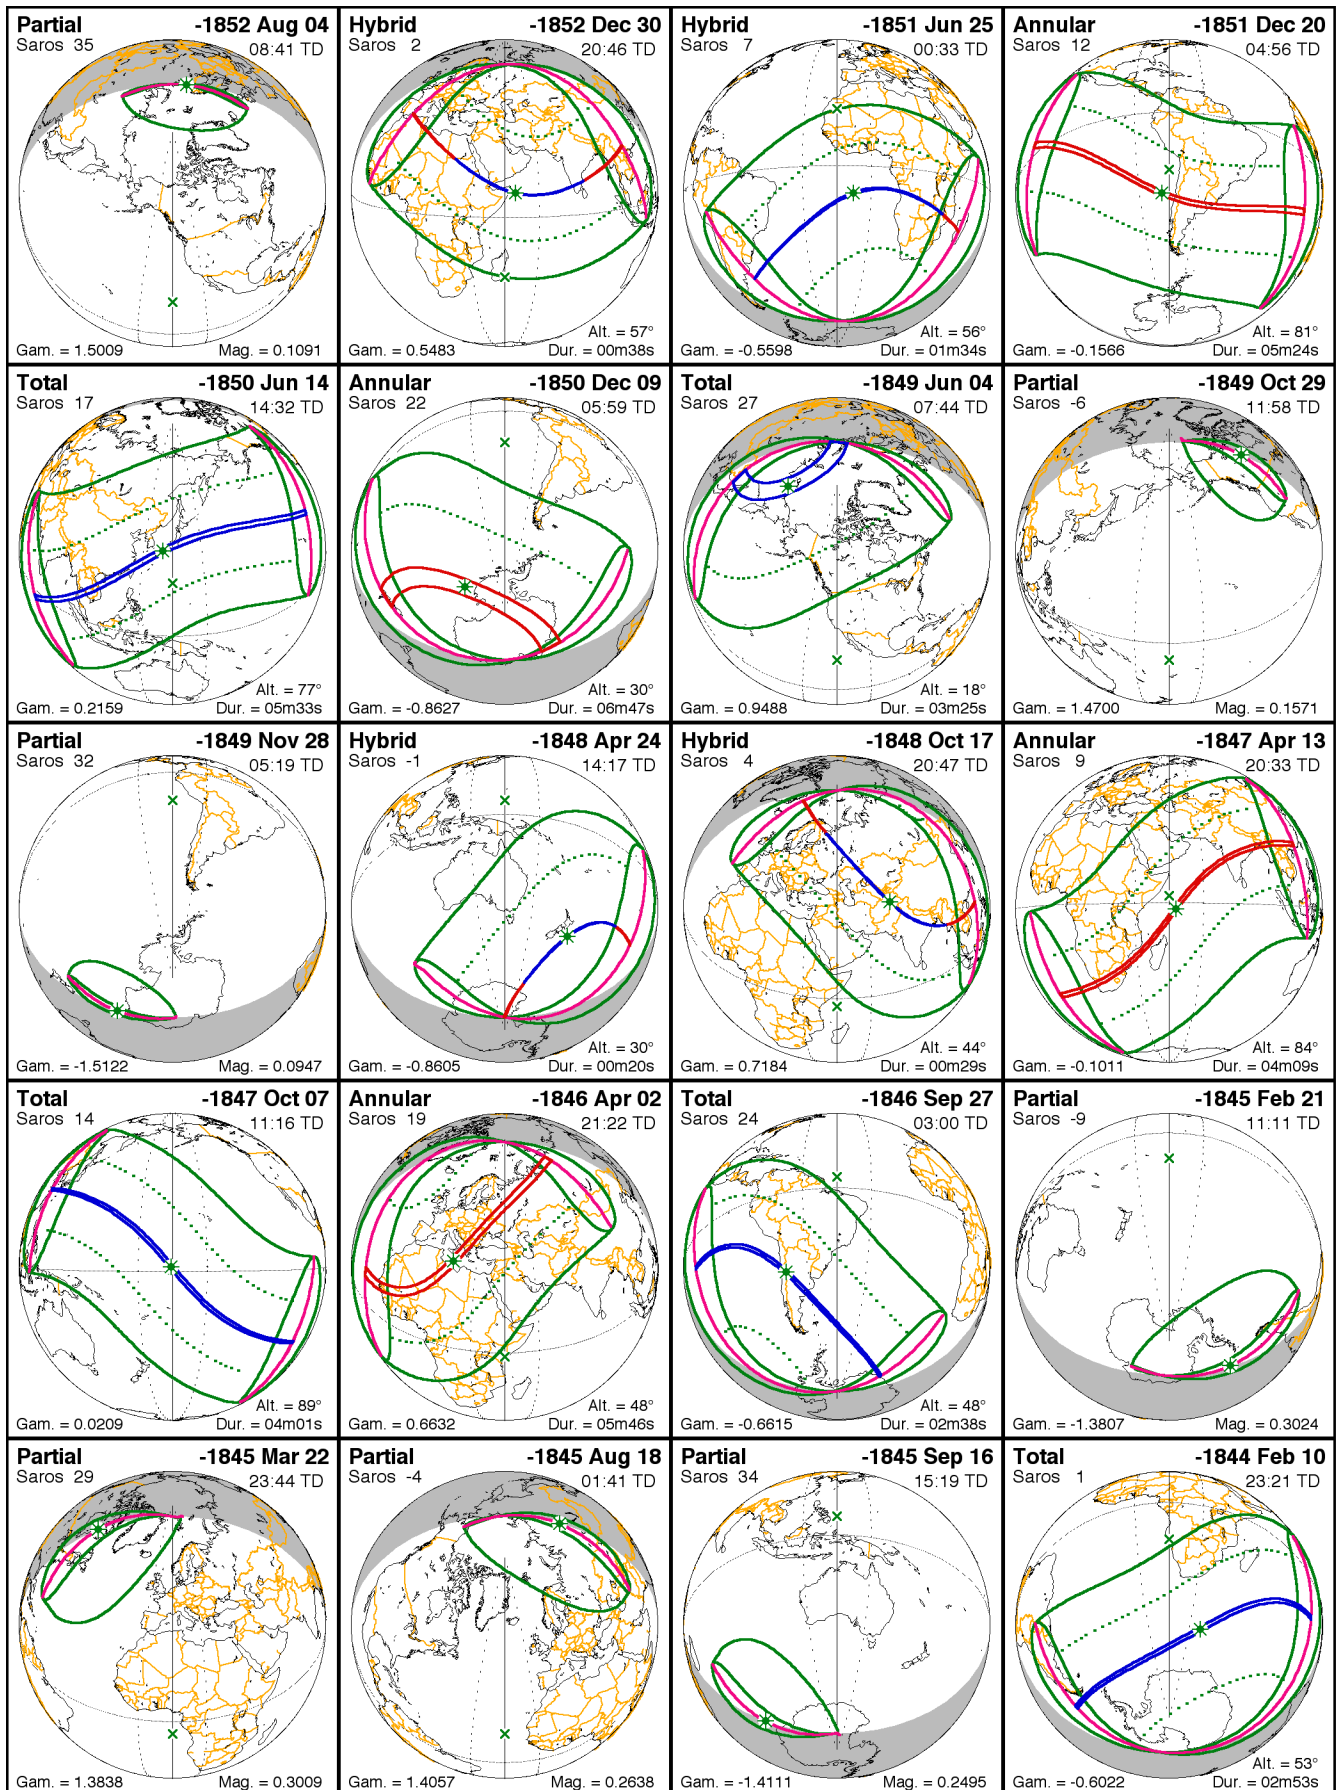 Partial -1852 Aug 04
Saros 35 08:41 TD
Gam. = 1.5009 Mag. = 0.1091
Hybrid -1852 Dec 30
Saros 2 20:46 TD
Alt. = 57°
Gam. = 0.5483 Dur. = 00m38s
Hybrid -1851 Jun 25
Saros 7 00:33 TD
Alt. = 56°
Gam. = -0.5598 Dur. = 01m34s
Annular -1851 Dec 20
Saros 12 04:56 TD
Alt. = 81°
Gam. = -0.1566 Dur. = 05m24s
Total -1850 Jun 14
Saros 17 14:32 TD
Alt. = 77°
Gam. = 0.2159 Dur. = 05m33s
Annular -1850 Dec 09
Saros 22 05:59 TD
Alt. = 30°
Gam. = -0.8627 Dur. = 06m47s
Total -1849 Jun 04
Saros 27 07:44 TD
Alt. = 18°
Gam. = 0.9488 Dur. = 03m25s
Partial -1849 Oct 29
Saros -6 11:58 TD
Gam. = 1.4700 Mag. = 0.1571
Partial -1849 Nov 28
Saros 32 05:19 TD
Gam. = -1.5122 Mag. = 0.0947
Hybrid -1848 Apr 24
Saros -1 14:17 TD
Alt. = 30°
Gam. = -0.8605 Dur. = 00m20s
Hybrid -1848 Oct 17
Saros 4 20:47 TD
Alt. = 44°
Gam. = 0.7184 Dur. = 00m29s
Annular -1847 Apr 13
Saros 9 20:33 TD
Alt. = 84°
Gam. = -0.1011 Dur. = 04m09s
Total -1847 Oct 07
Saros 14 11:16 TD
Alt. = 89°
Gam. = 0.0209 Dur. = 04m01s
Annular -1846 Apr 02
Saros 19 21:22 TD
Alt. = 48°
Gam. = 0.6632 Dur. = 05m46s
Total -1846 Sep 27
Saros 24 03:00 TD
Alt. = 48°
Gam. = -0.6615 Dur. = 02m38s
Partial -1845 Feb 21
Saros -9 11:11 TD
Gam. = -1.3807 Mag. = 0.3024
Partial -1845 Mar 22
Saros 29 23:44 TD
Gam. = 1.3838 Mag. = 0.3009
Partial -1845 Aug 18
Saros -4 01:41 TD
Gam. = 1.4057 Mag. = 0.2638
Partial -1845 Sep 16
Saros 34 15:19 TD
Gam. = -1.4111 Mag. = 0.2495
Total -1844 Feb 10
Saros 1 23:21 TD
Alt. = 53°
Gam. = -0.6022 Dur. = 02m53s